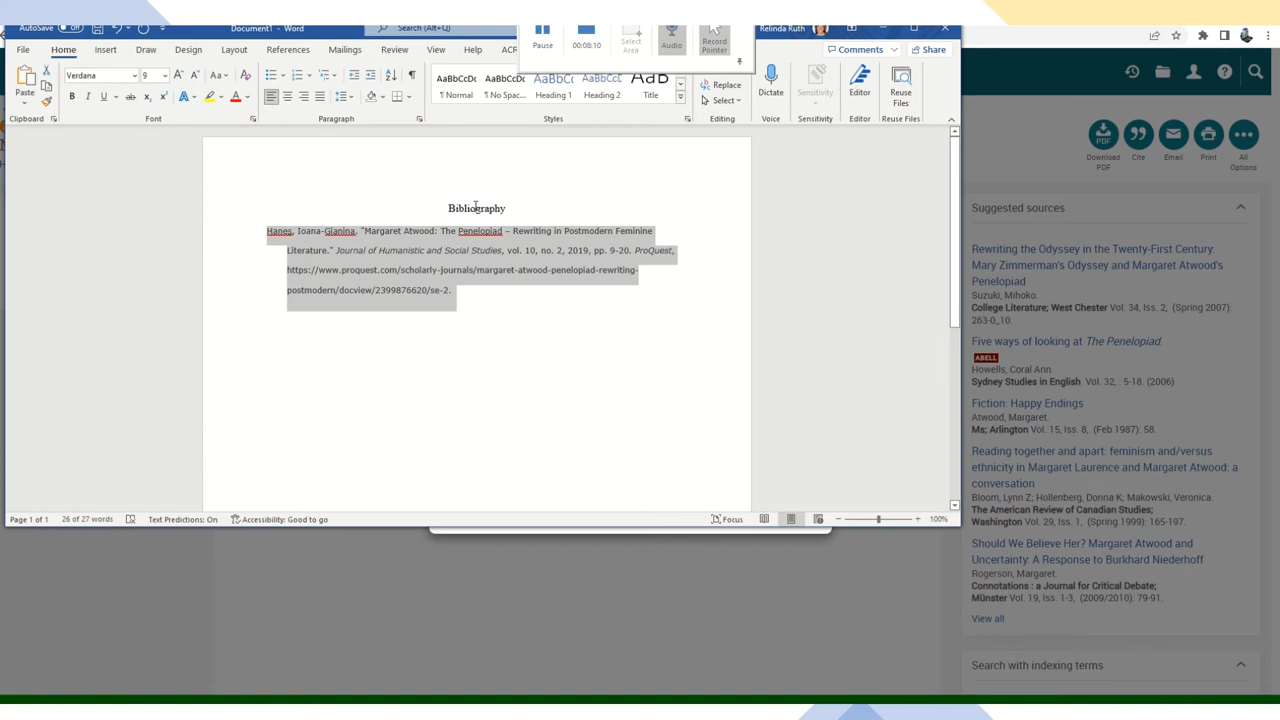 AutoSave
Off
Document1 - Word
Search (Alt+Q)
Relinda Ruth
File
Home
Insert
Draw
Design
Layout
References
Mailings
Review
View
Help
ACR
Comments
Share
Pause
00:08:10
Select
Area
Audio
Record
Pointer
Paste
Verdana
9
AaBbCcDc
AaBbCcDc
AaBbCc
AaBbCcD
AaB
¶ Normal
¶ No Spac...
Heading 1
Heading 2
Title
Replace
Select
Dictate
Sensitivity
Editor
Reuse
Files
Clipboard
Font
Paragraph
Styles
Editing
Voice
Sensitivity
Editor
Reuse Files
Bibliography
Hanes, Ioana-Gianina. "Margaret Atwood: The Penelopiad – Rewriting in Postmodern Feminine
Literature." Journal of Humanistic and Social Studies, vol. 10, no. 2, 2019, pp. 9-20. ProQuest,
https://www.proquest.com/scholarly-journals/margaret-atwood-penelopiad-rewriting-
postmodern/docview/2399876620/se-2.
Page 1 of 1
26 of 27 words
Text Predictions: On
Accessibility: Good to go
Focus
100%
Download
PDF
Cite
Email
Print
All
Options
Suggested sources
Rewriting the Odyssey in the Twenty-First Century:
Mary Zimmerman's Odyssey and Margaret Atwood's
Penelopiad
Suzuki, Mihoko.
College Literature; West Chester Vol. 34, Iss. 2, (Spring 2007):
263-0_10.
Five ways of looking at The Penelopiad.
ABELL
Howells, Coral Ann.
Sydney Studies in English Vol. 32, : 5-18. (2006)
Fiction: Happy Endings
Atwood, Margaret.
Ms; Arlington Vol. 15, Iss. 8, (Feb 1987): 58.
Reading together and apart: feminism and/versus
ethnicity in Margaret Laurence and Margaret Atwood : a
conversation
Bloom, Lynn Z; Hollenberg, Donna K; Makowski, Veronica.
The American Review of Canadian Studies;
Washington Vol. 29, Iss. 1, (Spring 1999): 165-197.
Should We Believe Her? Margaret Atwood and
Uncertainty: A Response to Burkhard Niederhoff
Rogerson, Margaret.
Connotations : a Journal for Critical Debate;
Münster Vol. 19, Iss. 1-3, (2009/2010): 79-91.
View all
Search with indexing terms